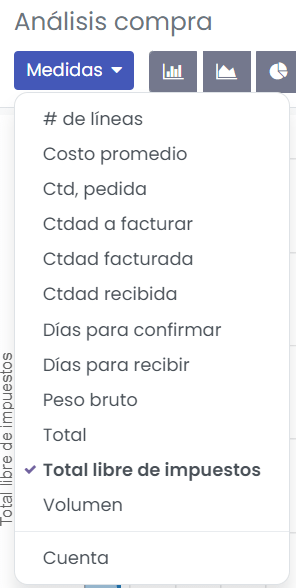 Análisis compra
Medidas
# de líneas
Costo promedio
Ctd, pedida
Ctdad a facturar
Ctdad facturada
Ctdad recibida
Días para confirmar
Días para recibir
Peso bruto
Total
Total libre de impuestos
Volumen
Cuenta
Total libre de impuestos